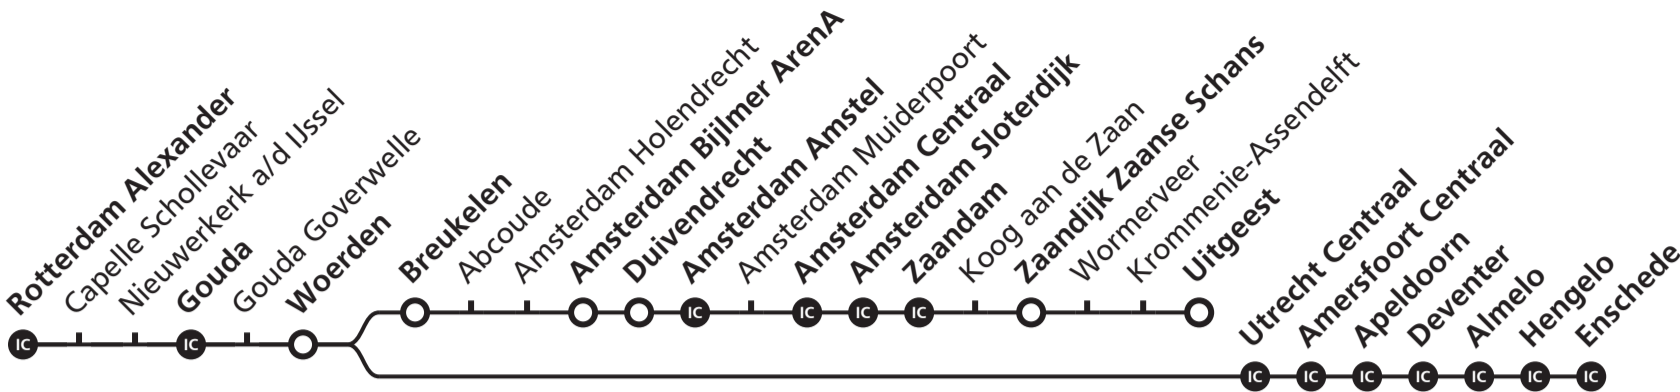 Rotterdam Alexander
Capelle Schollevaar
Nieuwerkerk a/d IJssel
Gouda
Gouda Goverwelle
Woerden
Breukelen
Abcoude
Amsterdam Holendrecht
Amsterdam Bijlmer ArenA
Duivendrecht
Amsterdam Amstel
Amsterdam Muiderpoort
Amsterdam Centraal
Amsterdam Sloterdijk
Zaandam
Koog aan de Zaan
Zaandijk Zaanse Schans
Wormerveer
Krommenie-Assendelft
Uitgeest
Utrecht Centraal
Amersfoort Centraal
Apeldoorn
Deventer
Almelo
Hengelo
Enschede
IC
IC
IC
IC
IC
IC
IC
IC
IC
IC
IC
IC
IC